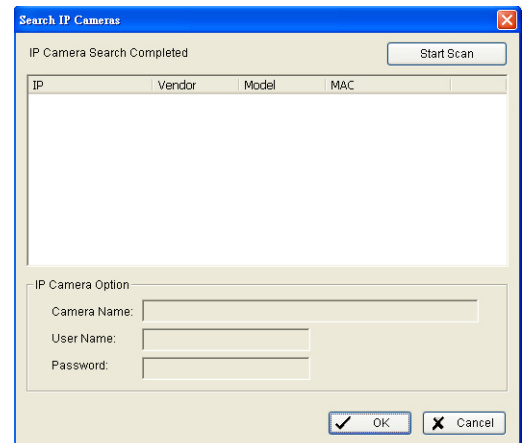 Search IP Cameras
IP Camera Search Completed Start Scan
IP Vendor Model MAC
IP Camera Option
Camera Name:
User Name:
Password:
OK Cancel